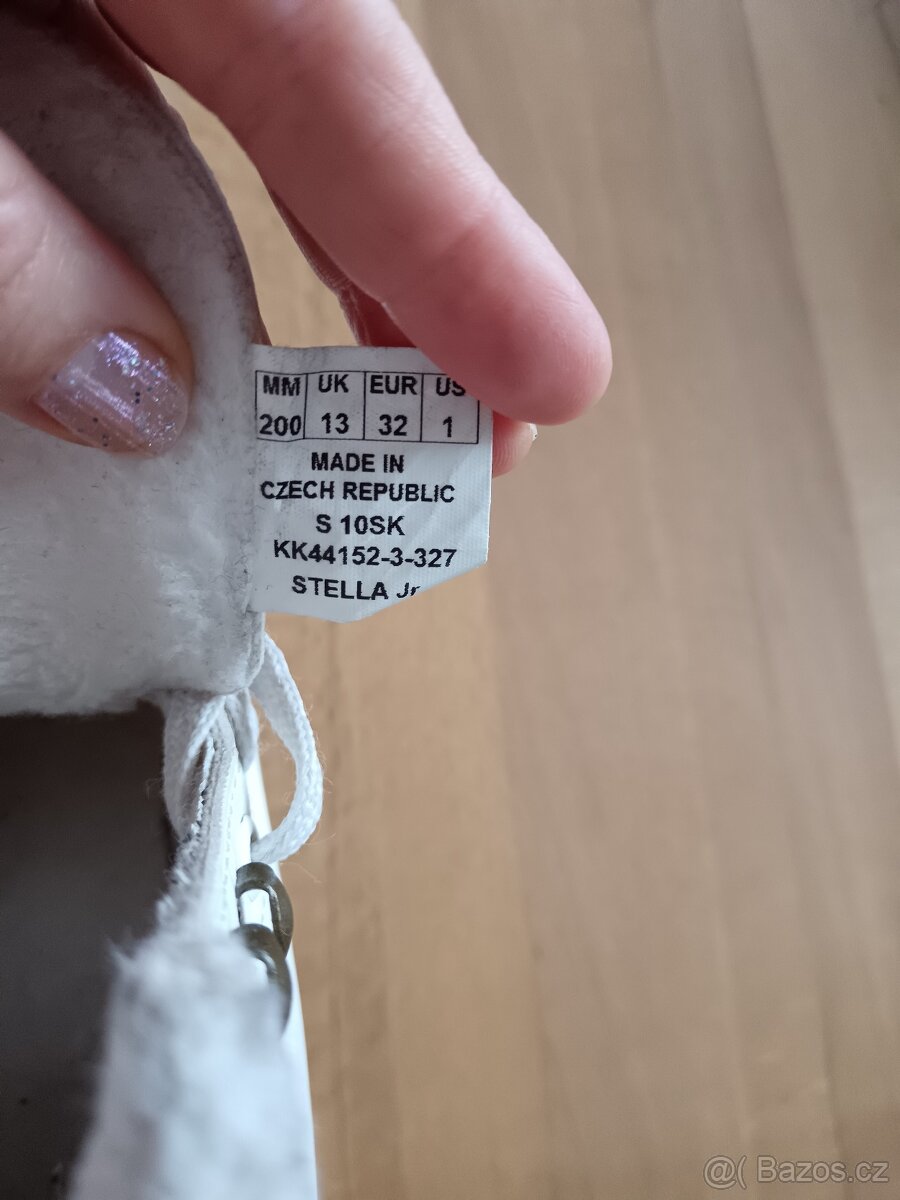 MM UK EUR US
200 13 32 1
MADE IN
CZECH REPUBLIC
S 10SK
KK44152-3-327
STELLA Jr
@( Bazos.cz